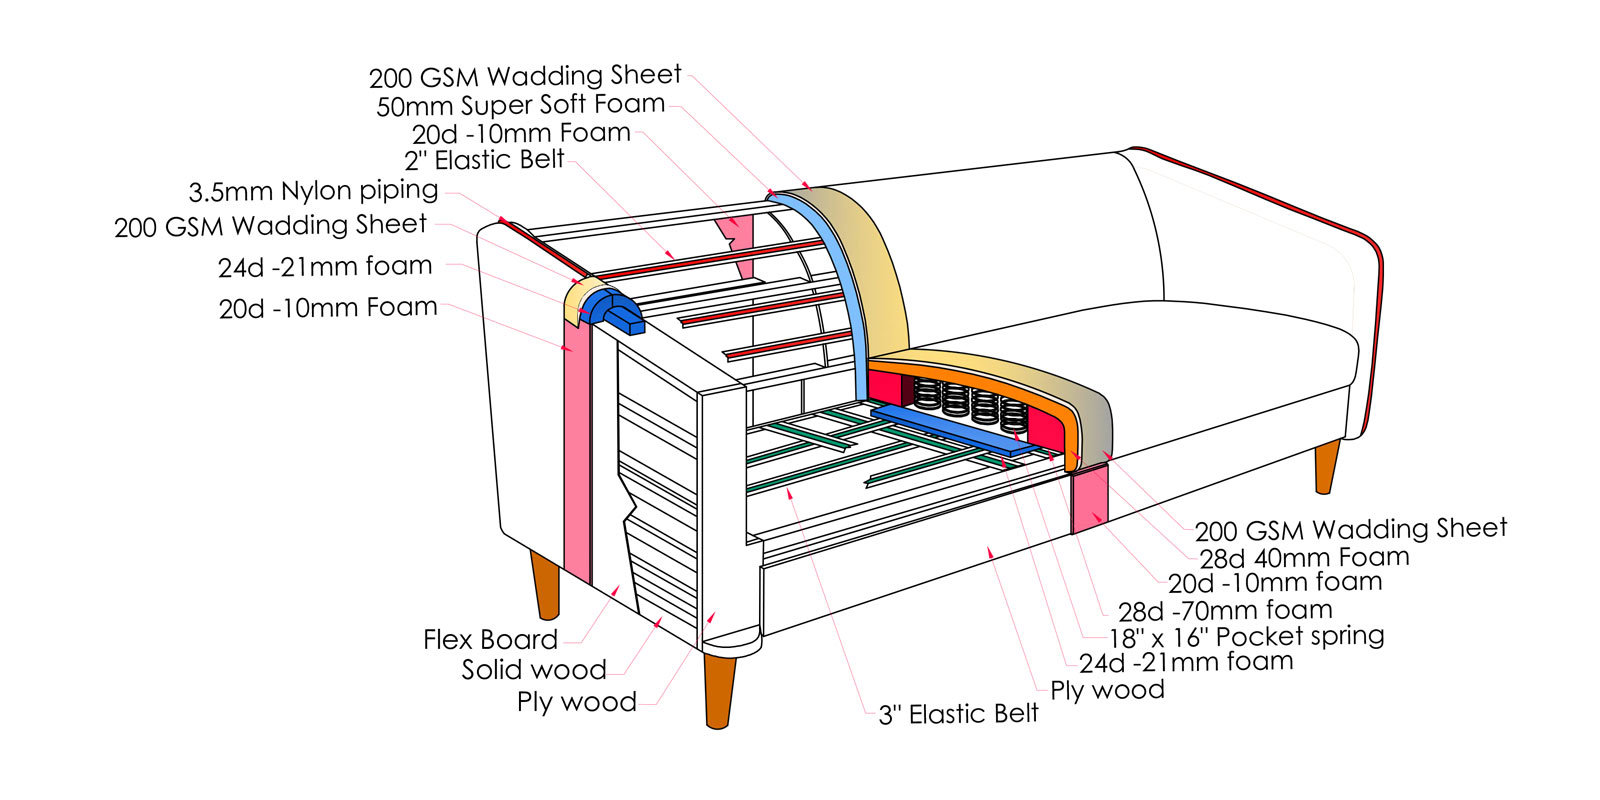 200 GSM Wadding Sheet
50mm Super Soft Foam
20d -10mm Foam
2" Elastic Belt
3.5mm Nylon piping
200 GSM Wadding Sheet
24d -21mm foam
20d -10mm Foam
200 GSM Wadding Sheet
28d 40mm Foam
20d -10mm foam
28d -70mm foam
18" x 16" Pocket spring
24d -21mm foam
Ply wood
3" Elastic Belt
Flex Board
Solid wood
Ply wood